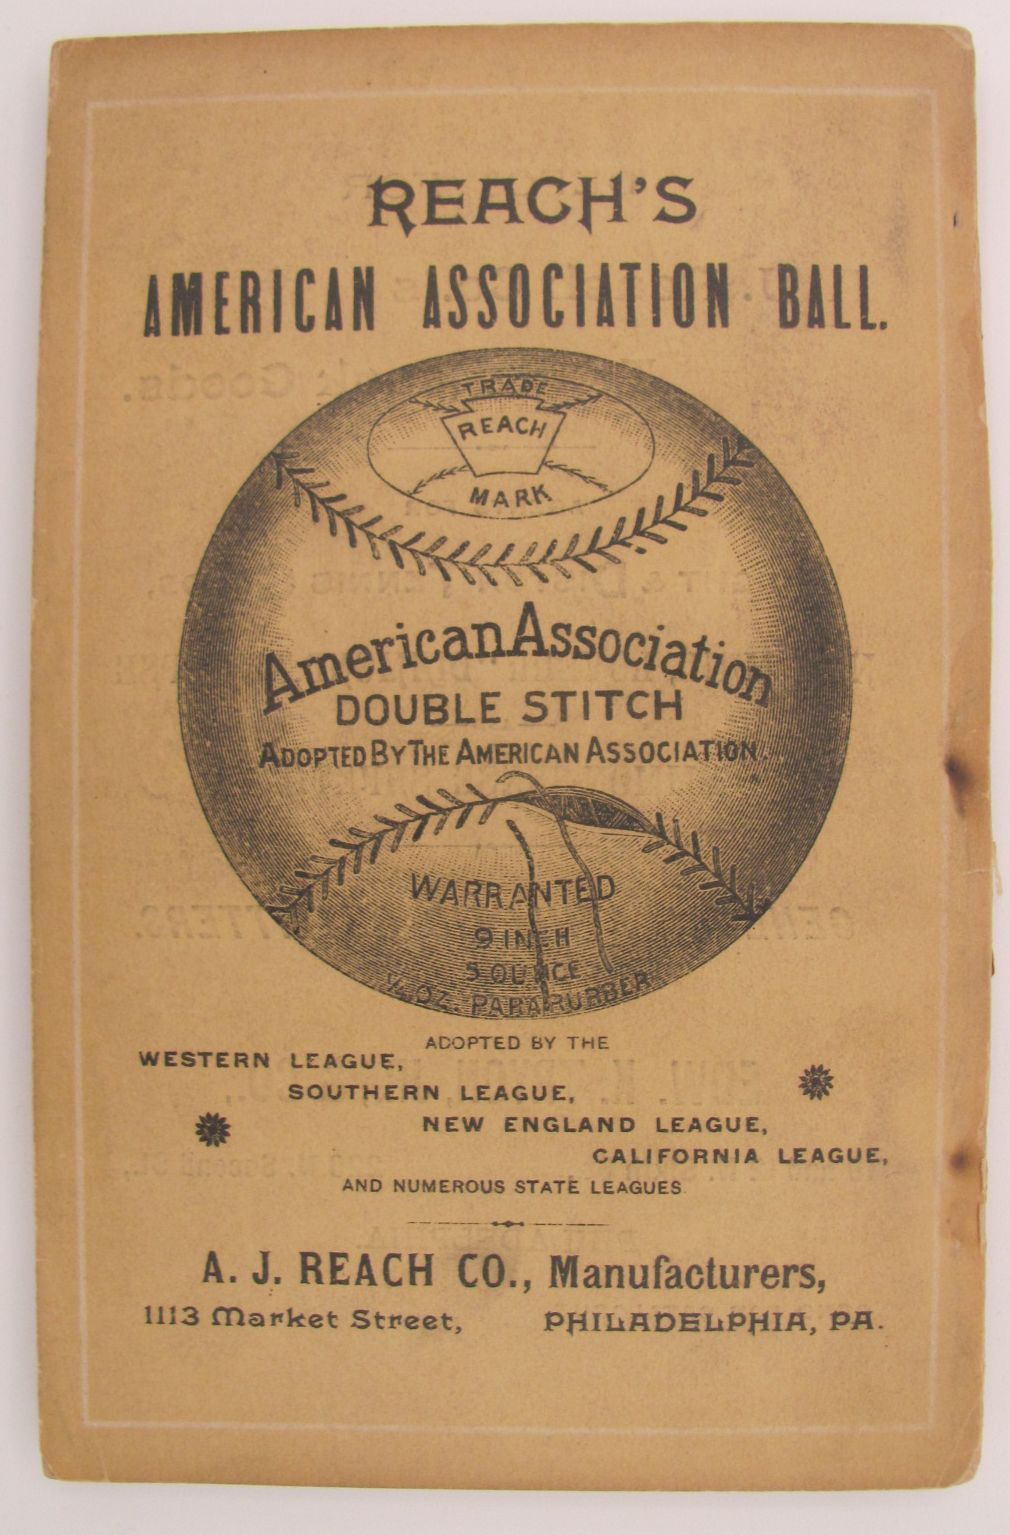 REACH'S
AMERICAN ASSOCIATION BALL.
TRADE
REACH
MARK
American Association
DOUBLE STITCH
ADOPTED BY THE AMERICAN ASSOCIATION.
WARRANTED
9 INCH
5 OUNCE
OZ. PARA RUBBER
ADOPTED BY THE
WESTERN LEAGUE,
SOUTHERN LEAGUE,
NEW ENGLAND LEAGUE,
CALIFORNIA LEAGUE,
AND NUMEROUS STATE LEAGUES
A. J. REACH CO., Manufacturers,
1113 Market Street, PHILADELPHIA, PA.